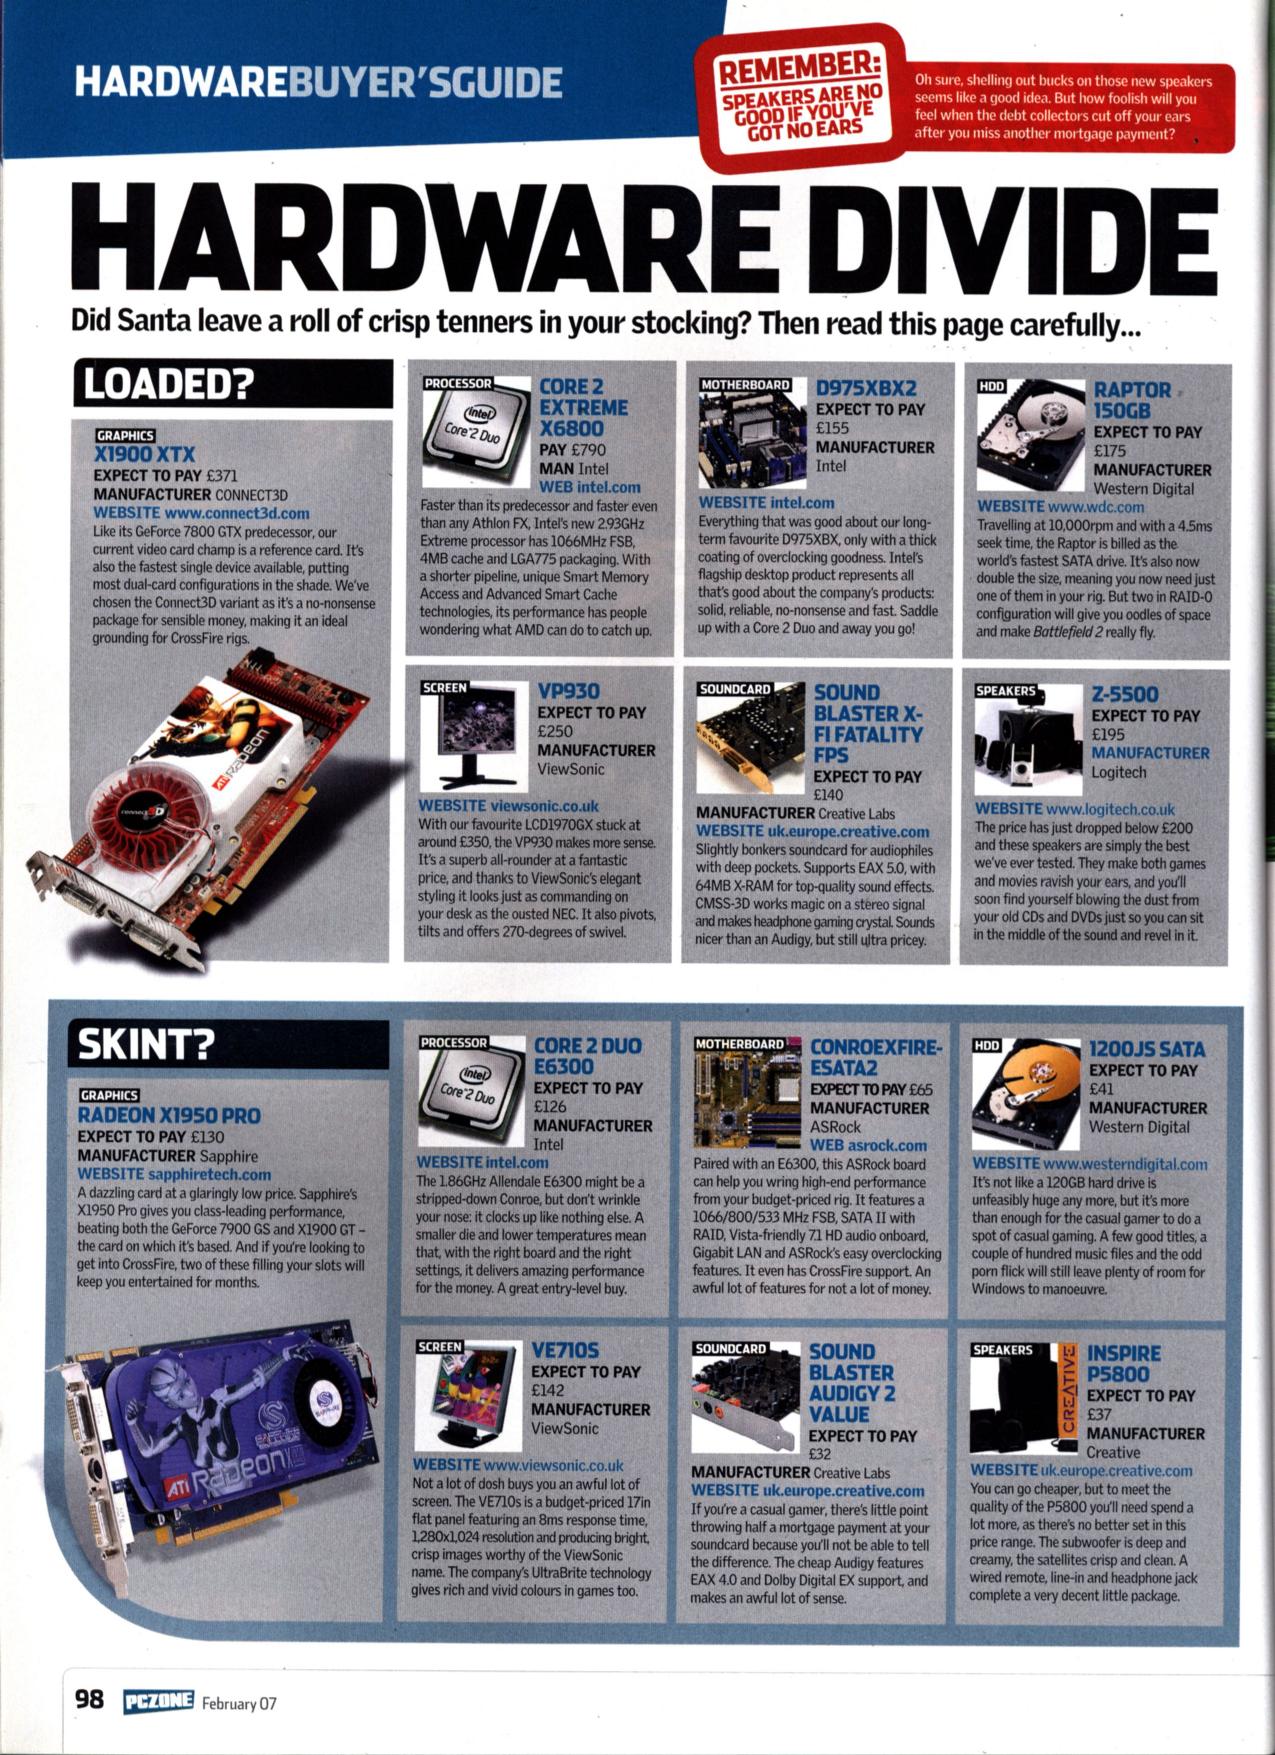 HARDWAREBUYER'SGUIDE
REMEMBER:
SPEAKERS ARE NO
GOOD IF YOU'VE
GOT NO EARS
Oh sure, shelling out bucks on those new speakers
seems like a good idea. But how foolish will you
feel when the debt collectors cut off your ears
after you miss another mortgage payment?
HARDWARE DIVIDE
Did Santa leave a roll of crisp tenners in your stocking? Then read this page carefully...
LOADED?
GRAPHICS
X1900 XTX
EXPECT TO PAY £371
MANUFACTURER CONNECT3D
WEBSITE www.connect3d.com
Like its GeForce 7800 GTX predecessor, our
current video card champ is a reference card. It's
also the fastest single device available, putting
most dual-card configurations in the shade. We've
chosen the Connect3D variant as it's a no-nonsense
package for sensible money, making it an ideal
grounding for CrossFire rigs.
connect3D
ATI Radeon
PROCESSOR
intel
Core 2 Duo
CORE 2
EXTREME
X6800
PAY £790
MAN Intel
WEB intel.com
Faster than its predecessor and faster even
than any Athlon FX, Intel's new 2.93GHz
Extreme processor has 1066MHz FSB,
4MB cache and LGA775 packaging. With
a shorter pipeline, unique Smart Memory
Access and Advanced Smart Cache
technologies, its performance has people
wondering what AMD can do to catch up.
MOTHERBOARD
D975XBX2
EXPECT TO PAY
£155
MANUFACTURER
Intel
WEBSITE intel.com
Everything that was good about our long-
term favourite D975XBX, only with a thick
coating of overclocking goodness. Intel's
flagship desktop product represents all
that's good about the company's products:
solid, reliable, no-nonsense and fast. Saddle
up with a Core 2 Duo and away you go!
HDD
RAPTOR
150GB
EXPECT TO PAY
£175
MANUFACTURER
Western Digital
WEBSITE www.wdc.com
Travelling at 10,000rpm and with a 4.5ms
seek time, the Raptor is billed as the
world's fastest SATA drive. It's also now
double the size, meaning you now need just
one of them in your rig. But two in RAID-0
configuration will give you oodles of space
and make Battlefield 2 really fly.
SCREEN
VP930
EXPECT TO PAY
£250
MANUFACTURER
ViewSonic
WEBSITE viewsonic.co.uk
With our favourite LCD1970GX stuck at
around £350, the VP930 makes more sense.
It's a superb all-rounder at a fantastic
price, and thanks to ViewSonic's elegant
styling it looks just as commanding on
your desk as the ousted NEC. It also pivots,
tilts and offers 270-degrees of swivel.
SOUNDCARD
SOUND
BLASTER X-
FI FATAL1TY
FPS
EXPECT TO PAY
£140
MANUFACTURER Creative Labs
WEBSITE uk.europe.creative.com
Slightly bonkers soundcard for audiophiles
with deep pockets. Supports EAX 5.0, with
64MB X-RAM for top-quality sound effects.
CMSS-3D works magic on a stereo signal
and makes headphone gaming crystal. Sounds
nicer than an Audigy, but still ultra pricey.
SPEAKERS
Z-5500
EXPECT TO PAY
£195
MANUFACTURER
Logitech
WEBSITE www.logitech.co.uk
The price has just dropped below £200
and these speakers are simply the best
we've ever tested. They make both games
and movies ravish your ears, and you'll
soon find yourself blowing the dust from
your old CDs and DVDs just so you can sit
in the middle of the sound and revel in it.
SKINT?
GRAPHICS
RADEON X1950 PRO
EXPECT TO PAY £130
MANUFACTURER Sapphire
WEBSITE sapphiretech.com
A dazzling card at a glaringly low price. Sapphire's
X1950 Pro gives you class-leading performance,
beating both the GeForce 7900 GS and X1900 GT –
the card on which it's based. And if you're looking to
get into CrossFire, two of these filling your slots will
keep you entertained for months.
SAPPHIRE
ATI Radeon
PROCESSOR
intel
Core 2 Duo
CORE 2 DUO
E6300
EXPECT TO PAY
£126
MANUFACTURER
Intel
WEBSITE intel.com
The 1.86GHz Allendale E6300 might be a
stripped-down Conroe, but don't wrinkle
your nose: it clocks up like nothing else. A
smaller die and lower temperatures mean
that, with the right board and the right
settings, it delivers amazing performance
for the money. A great entry-level buy.
MOTHERBOARD
CONROEXFIRE-
ESATA2
EXPECT TO PAY £65
MANUFACTURER
ASRock
WEB asrock.com
Paired with an E6300, this ASRock board
can help you wring high-end performance
from your budget-priced rig. It features a
1066/800/533 MHz FSB, SATA II with
RAID, Vista-friendly 7.1 HD audio onboard,
Gigabit LAN and ASRock's easy overclocking
features. It even has CrossFire support. An
awful lot of features for not a lot of money.
HDD
1200JS SATA
EXPECT TO PAY
£41
MANUFACTURER
Western Digital
WEBSITE www.westerndigital.com
It's not like a 120GB hard drive is
unfeasibly huge any more, but it's more
than enough for the casual gamer to do a
spot of casual gaming. A few good titles, a
couple of hundred music files and the odd
porn flick will still leave plenty of room for
Windows to manoeuvre.
SCREEN
VE710S
EXPECT TO PAY
£142
MANUFACTURER
ViewSonic
WEBSITE www.viewsonic.co.uk
Not a lot of dosh buys you an awful lot of
screen. The VE710s is a budget-priced 17in
flat panel featuring an 8ms response time,
1,280x1,024 resolution and producing bright,
crisp images worthy of the ViewSonic
name. The company's UltraBrite technology
gives rich and vivid colours in games too.
SOUNDCARD
SOUND
BLASTER
AUDIGY 2
VALUE
EXPECT TO PAY
£32
MANUFACTURER Creative Labs
WEBSITE uk.europe.creative.com
If you're a casual gamer, there's little point
throwing half a mortgage payment at your
soundcard because you'll not be able to tell
the difference. The cheap Audigy features
EAX 4.0 and Dolby Digital EX support, and
makes an awful lot of sense.
SPEAKERS
CREATIVE
INSPIRE
P5800
EXPECT TO PAY
£37
MANUFACTURER
Creative
WEBSITE uk.europe.creative.com
You can go cheaper, but to meet the
quality of the P5800 you'll need spend a
lot more, as there's no better set in this
price range. The subwoofer is deep and
creamy, the satellites crisp and clean. A
wired remote, line-in and headphone jack
complete a very decent little package.
98 PCZONE February 07